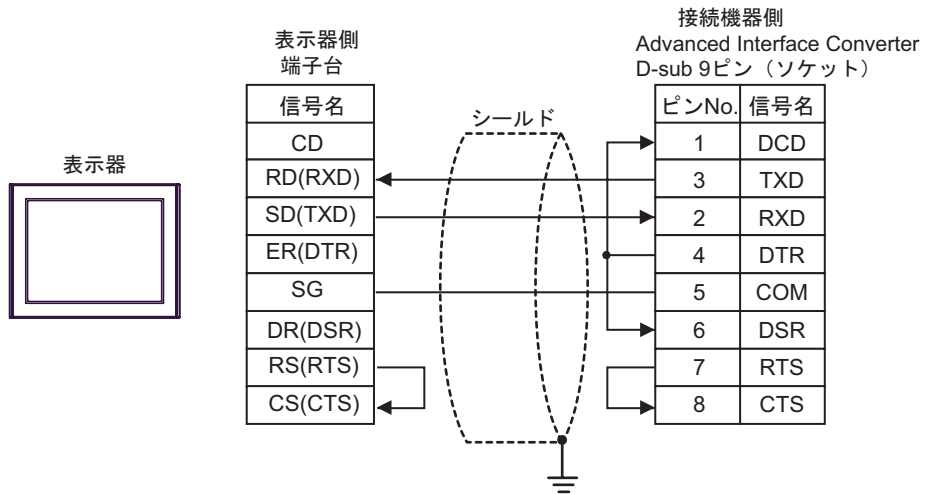 表示器
表示器側
端子台
信号名
CD
RD(RXD)
SD(TXD)
ER(DTR)
SG
DR(DSR)
RS(RTS)
CS(CTS)
シールド
接続機器側
Advanced Interface Converter
D-sub 9ピン（ソケット）
ピンNo. 信号名
1 DCD
3 TXD
2 RXD
4 DTR
5 COM
6 DSR
7 RTS
8 CTS